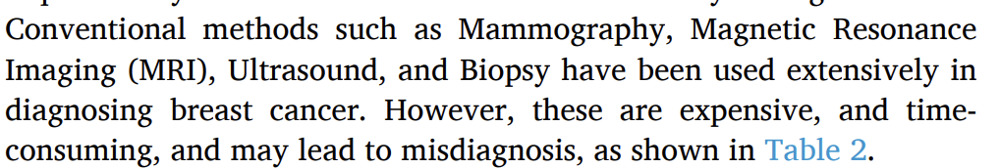 Conventional methods such as Mammography, Magnetic Resonance
Imaging (MRI), Ultrasound, and Biopsy have been used extensively in
diagnosing breast cancer. However, these are expensive, and time-
consuming, and may lead to misdiagnosis, as shown in Table 2.